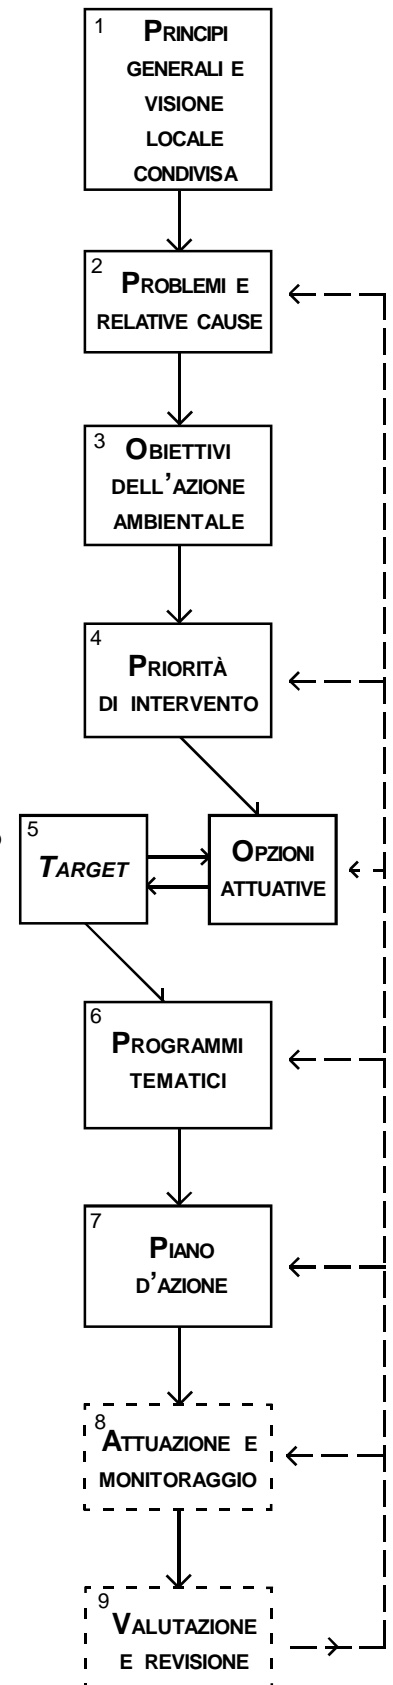 1
PRINCIPI
GENERALI E
VISIONE
LOCALE
CONDIVISA
2
PROBLEMI E
RELATIVE CAUSE
3
OBIETTIVI
DELL'AZIONE
AMBIENTALE
4
PRIORITÀ
DI INTERVENTO
5
TARGET
OPZIONI
ATTUATIVE
6
PROGRAMMI
TEMATICI
7
PIANO
D'AZIONE
8
ATTUAZIONE E
MONITORAGGIO
9
VALUTAZIONE
E REVISIONE